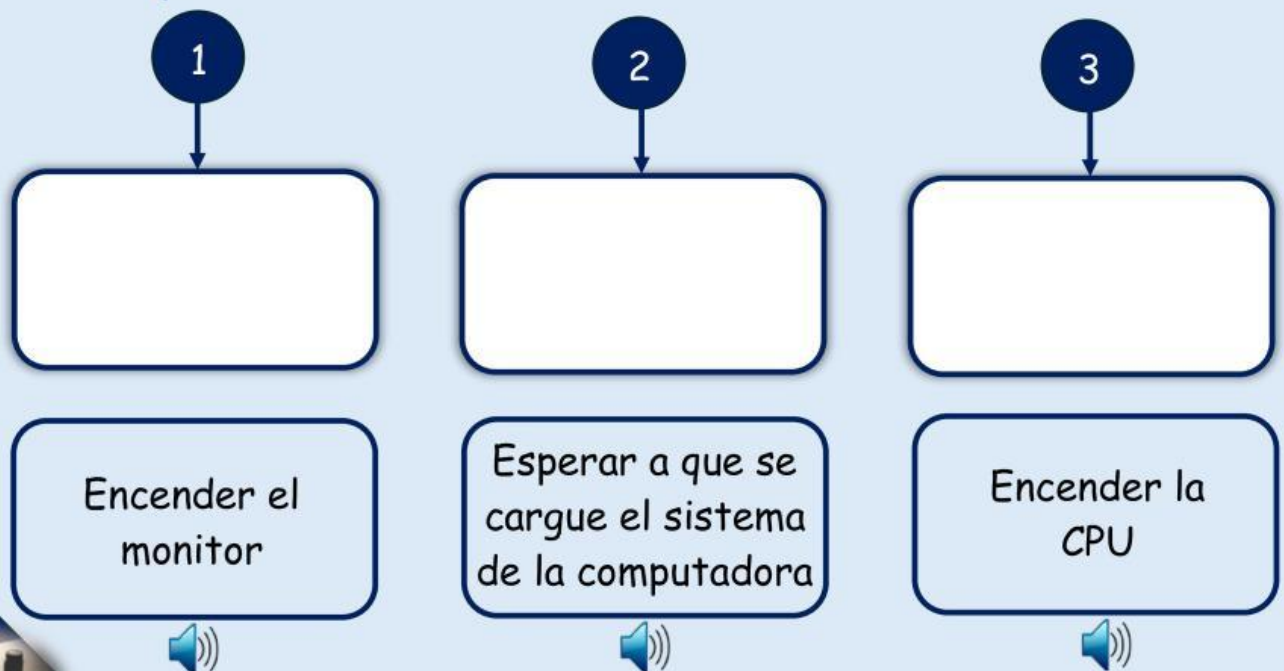 1
2
3
Encender el
monitor
Esperar a que se
cargue el sistema
de la computadora
Encender la
CPU